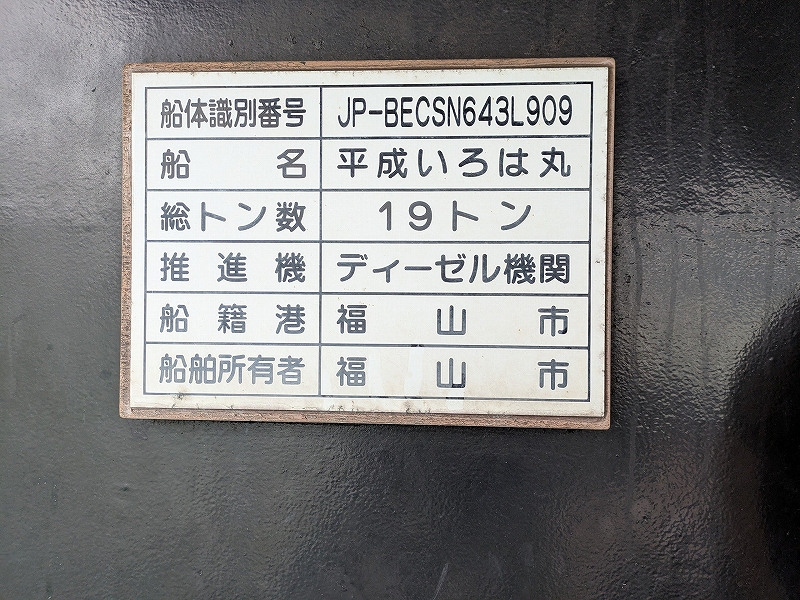 船体識別番号 JP-BECSN643L909
船名 平成いろは丸
総トン数 19トン
推進機 ディーゼル機関
船籍港 福山市
船舶所有者 福山市